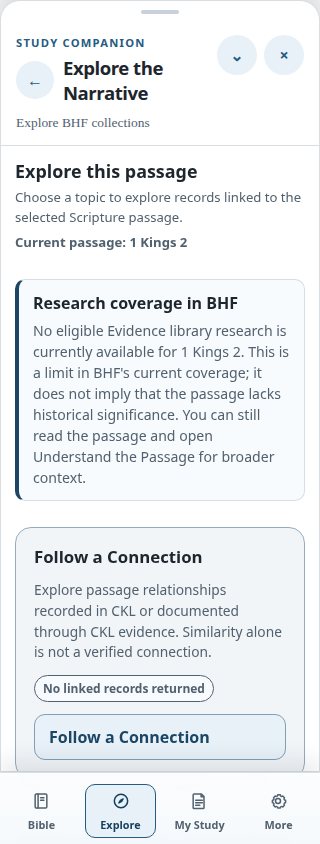 STUDY COMPANION
Explore the
Narrative
Explore BHF collections
Explore this passage
Choose a topic to explore records linked to the
selected Scripture passage.
Current passage: 1 Kings 2
Research coverage in BHF
No eligible Evidence library research is
currently available for 1 Kings 2. This is
a limit in BHF's current coverage; it
does not imply that the passage lacks
historical significance. You can still
read the passage and open
Understand the Passage for broader
context.
Follow a Connection
Explore passage relationships
recorded in CKL or documented
through CKL evidence. Similarity alone
is not a verified connection.
No linked records returned
Follow a Connection
Bible
Explore
My Study
More